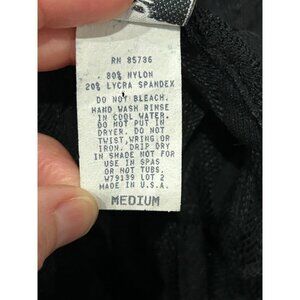 RN 85736
80% NYLON
20% LYCRA SPANDEX
DO NOT BLEACH.
HAND WASH RINSE
IN COOL WATER.
DO NOT PUT IN
DRYER. DO NOT
TWIST,WRING OR
IRON. DRIP DRY
IN SHADE NOT FOR
USE IN SPAS
OR HOT TUBS.
W79139 LOT 2
MADE IN U.S.A.
MEDIUM